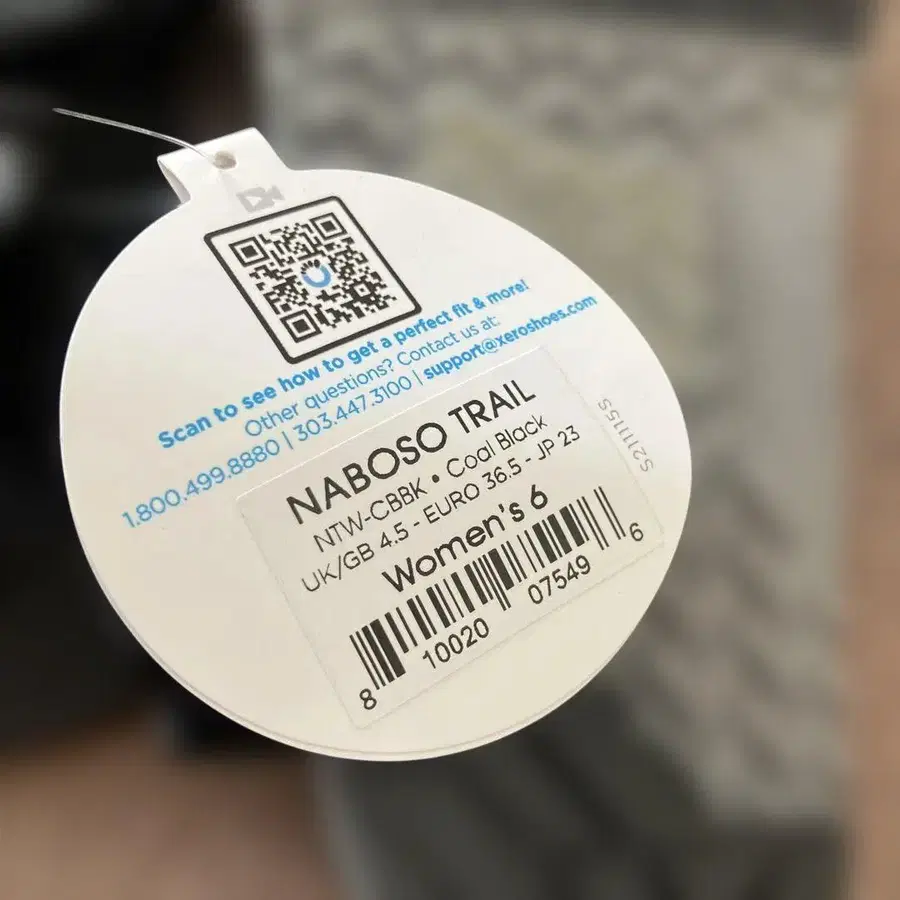 Scan to see how to get a perfect fit & more!
Other questions? Contact us at:
1.800.499.8880 | 303.447.3100 | support@xeroshoes.com
NABOSO TRAIL
NTW-CBBK • Coal Black
UK/GB 4.5 - EURO 36.5 - JP 23
Women's 6
8 10020 07549 6
S211115S